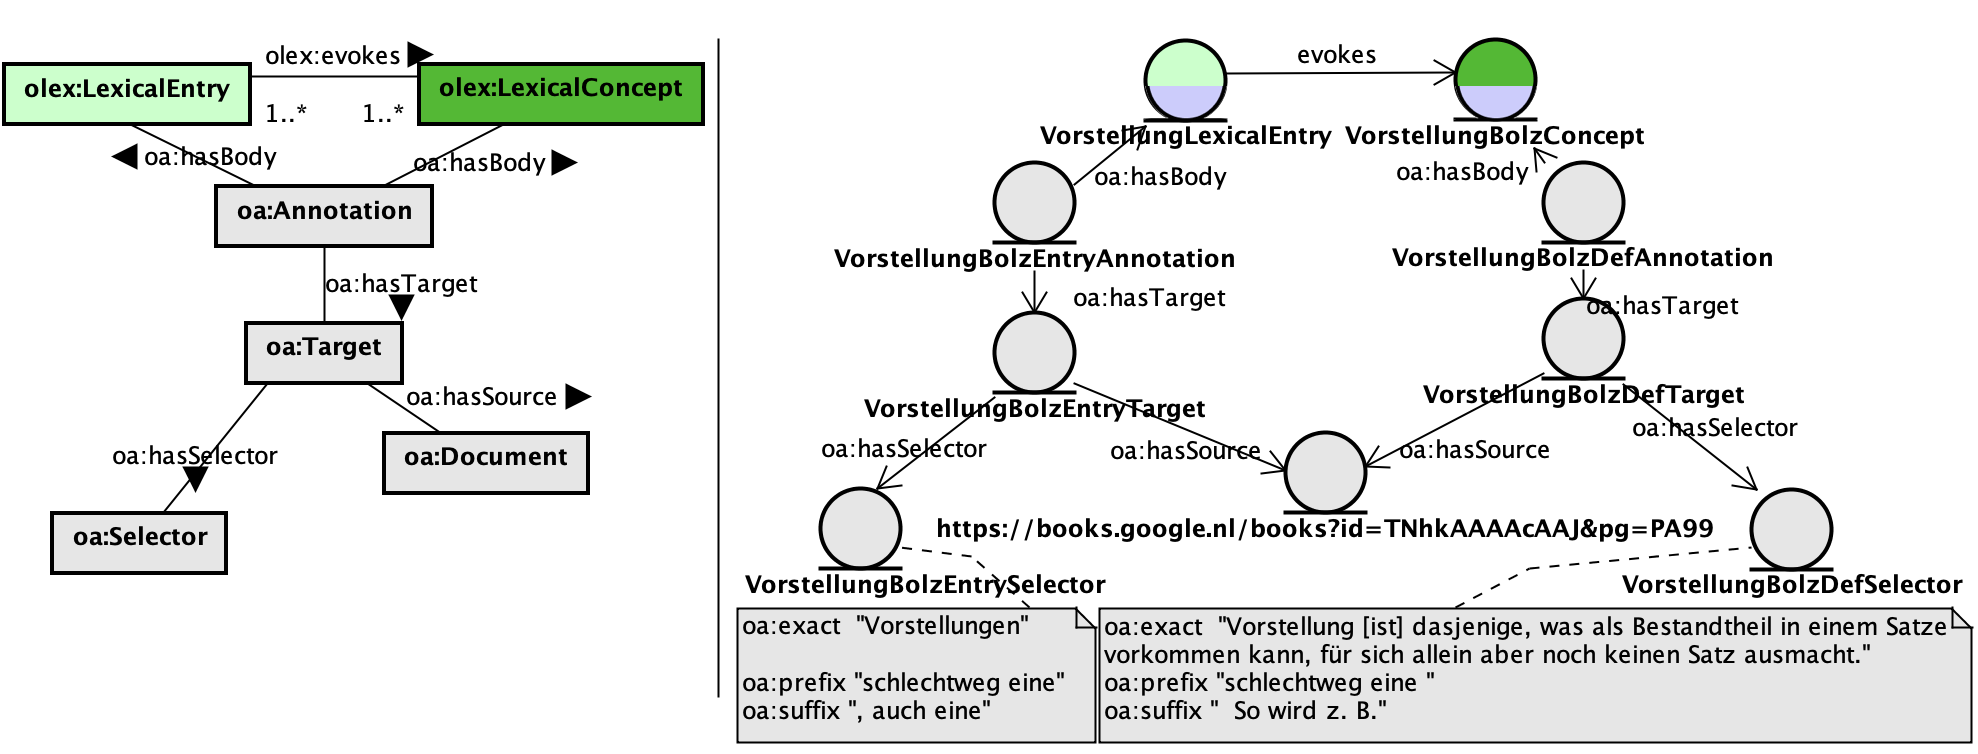 olex:evokes
olex:LexicalEntry
olex:LexicalConcept
1..*
1..*
oa:hasBody
oa:hasBody
oa:Annotation
oa:hasTarget
oa:Target
oa:hasSource
oa:hasSelector
oa:Document
oa:Selector
evokes
VorstellungLexicalEntry
VorstellungBolzConcept
oa:hasBody
oa:hasBody
VorstellungBolzEntryAnnotation
VorstellungBolzDefAnnotation
oa:hasTarget
oa:hasTarget
VorstellungBolzEntryTarget
VorstellungBolzDefTarget
oa:hasSelector
oa:hasSource
oa:hasSource
oa:hasSelector
https://books.google.nl/books?id=TNhkAAAAcAAJ&pg=PA99
VorstellungBolzEntrySelector
VorstellungBolzDefSelector
oa:exact "Vorstellungen"
oa:prefix "schlechtweg eine"
oa:suffix ", auch eine"
oa:exact "Vorstellung [ist] dasjenige, was als Bestandtheil in einem Satze
vorkommen kann, für sich allein aber noch keinen Satz ausmacht."
oa:prefix "schlechtweg eine "
oa:suffix " So wird z. B."